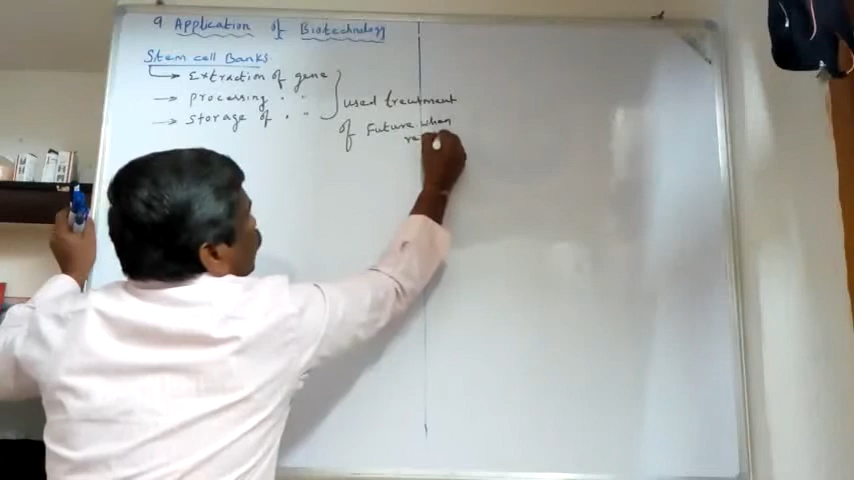 9 Application of Biotechnology
Stem cell Banks
→ Extraction of gene
→ processing " "
→ storage of " "
used treatment
of Future when